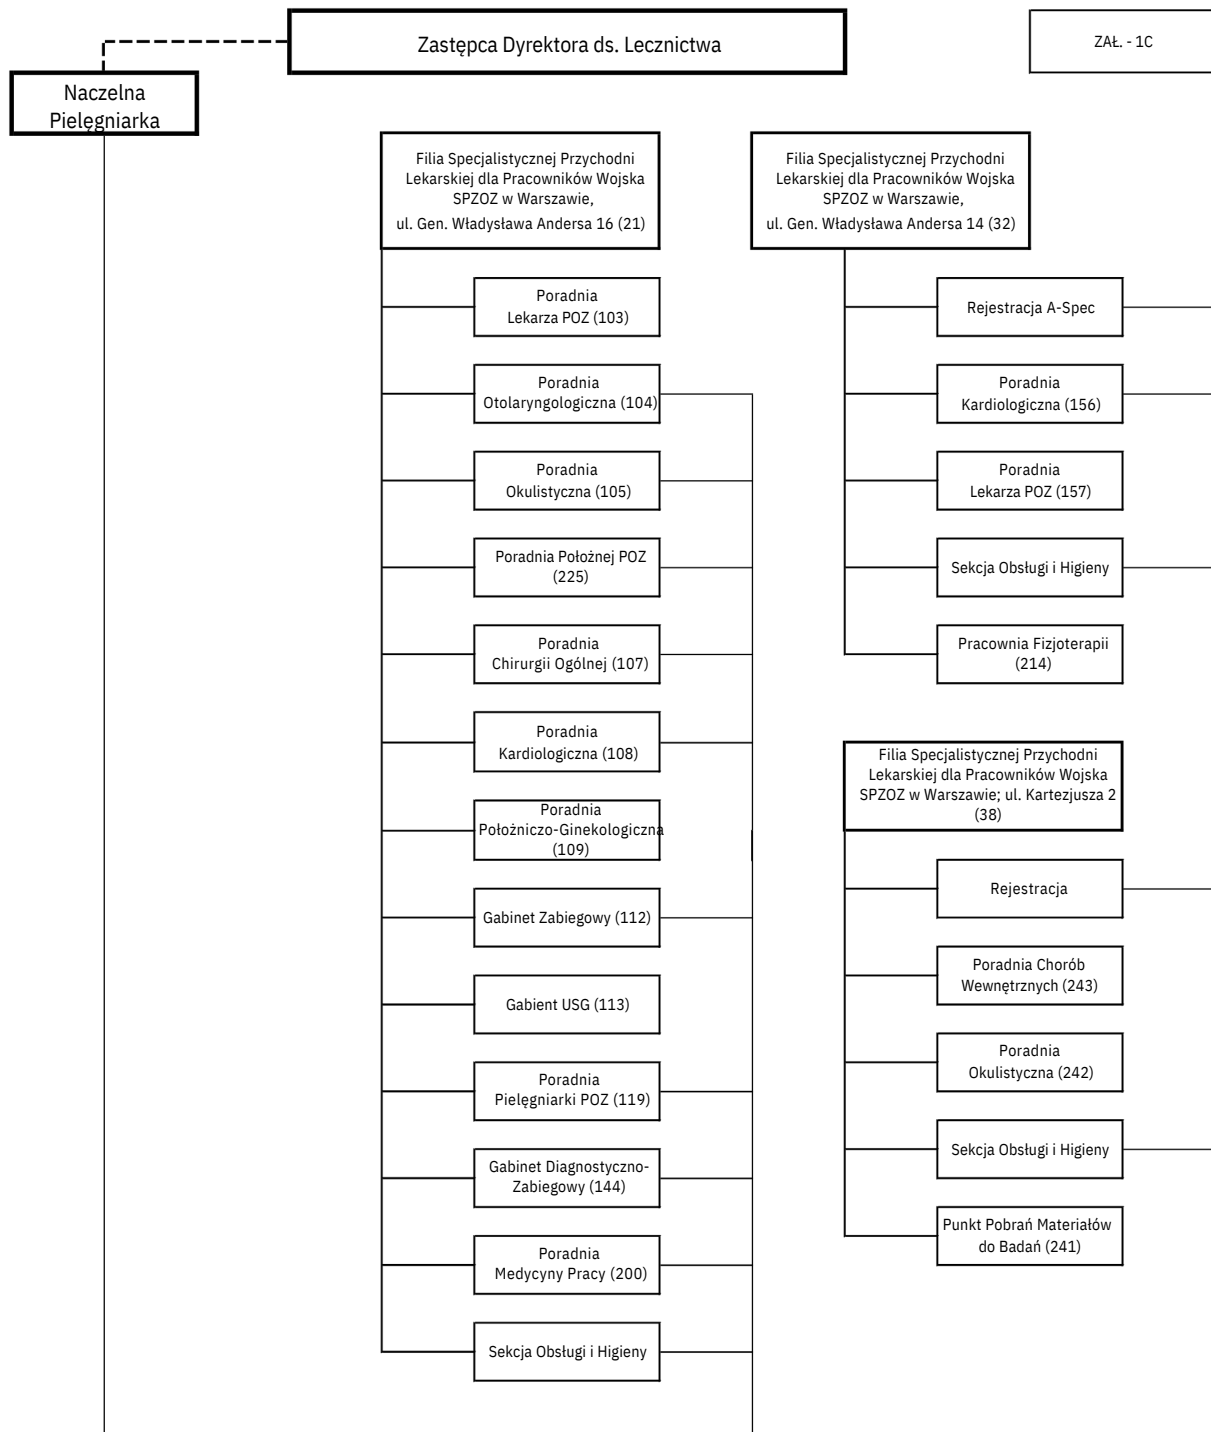 Zastępca Dyrektora ds. Lecznictwa
ZAŁ. - 1C
Naczelna
Pielęgniarka
Filia Specjalistycznej Przychodni
Lekarskiej dla Pracowników Wojska
SPZOZ w Warszawie,
ul. Gen. Władysława Andersa 16 (21)
Poradnia
Lekarza POZ (103)
Poradnia
Otolaryngologiczna (104)
Poradnia
Okulistyczna (105)
Poradnia Położnej POZ
(225)
Poradnia
Chirurgii Ogólnej (107)
Poradnia
Kardiologiczna (108)
Poradnia
Położniczo-Ginekologiczna
(109)
Gabinet Zabiegowy (112)
Gabient USG (113)
Poradnia
Pielęgniarki POZ (119)
Gabinet Diagnostyczno-
Zabiegowy (144)
Poradnia
Medycyny Pracy (200)
Sekcja Obsługi i Higieny
Filia Specjalistycznej Przychodni
Lekarskiej dla Pracowników Wojska
SPZOZ w Warszawie,
ul. Gen. Władysława Andersa 14 (32)
Rejestracja A-Spec
Poradnia
Kardiologiczna (156)
Poradnia
Lekarza POZ (157)
Sekcja Obsługi i Higieny
Pracownia Fizjoterapii
(214)
Filia Specjalistycznej Przychodni
Lekarskiej dla Pracowników Wojska
SPZOZ w Warszawie; ul. Kartezjusza 2
(38)
Rejestracja
Poradnia Chorób
Wewnętrznych (243)
Poradnia
Okulistyczna (242)
Sekcja Obsługi i Higieny
Punkt Pobrań Materiałów
do Badań (241)